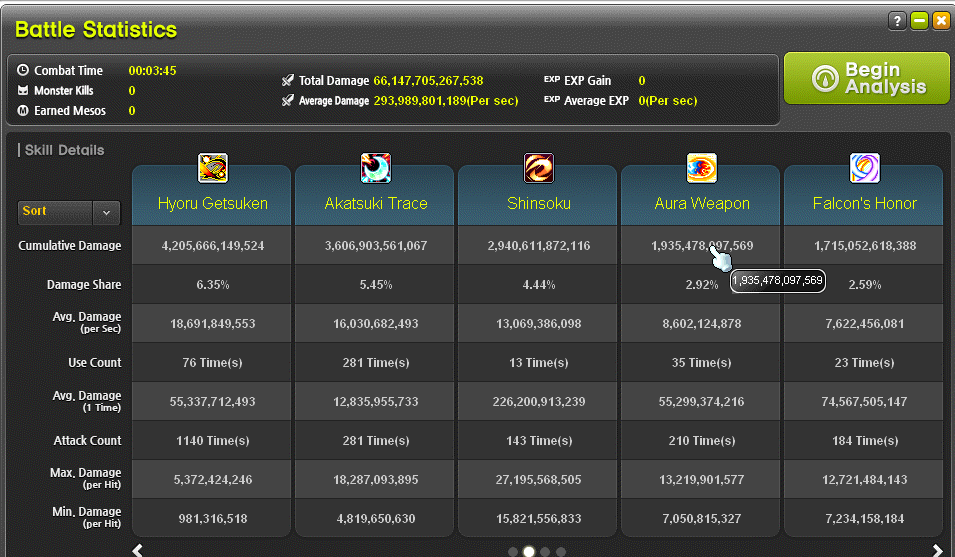 Battle Statistics
?
Combat Time 00:03:45
Monster Kills 0
M Earned Mesos 0
Total Damage 66,147,705,267,538
Average Damage 293,989,801,189(Per sec)
EXP EXP Gain 0
EXP Average EXP 0(Per sec)
Begin
Analysis
Skill Details
Sort
Hyoru Getsuken Akatsuki Trace Shinsoku Aura Weapon Falcon's Honor
Cumulative Damage 4,205,666,149,524 3,606,903,561,067 2,940,611,872,116 1,935,478,097,569 1,715,052,618,388
1,935,478,097,569
Damage Share 6.35% 5.45% 4.44% 2.92% 2.59%
Avg. Damage
(per Sec) 18,691,849,553 16,030,682,493 13,069,386,098 8,602,124,878 7,622,456,081
Use Count 76 Time(s) 281 Time(s) 13 Time(s) 35 Time(s) 23 Time(s)
Avg. Damage
(1 Time) 55,337,712,493 12,835,955,733 226,200,913,239 55,299,374,216 74,567,505,147
Attack Count 1140 Time(s) 281 Time(s) 143 Time(s) 210 Time(s) 184 Time(s)
Max. Damage
(per Hit) 5,372,424,246 18,287,093,895 27,195,568,505 13,219,901,577 12,721,484,143
Min. Damage
(per Hit) 981,316,518 4,819,650,630 15,821,556,833 7,050,815,327 7,234,158,184